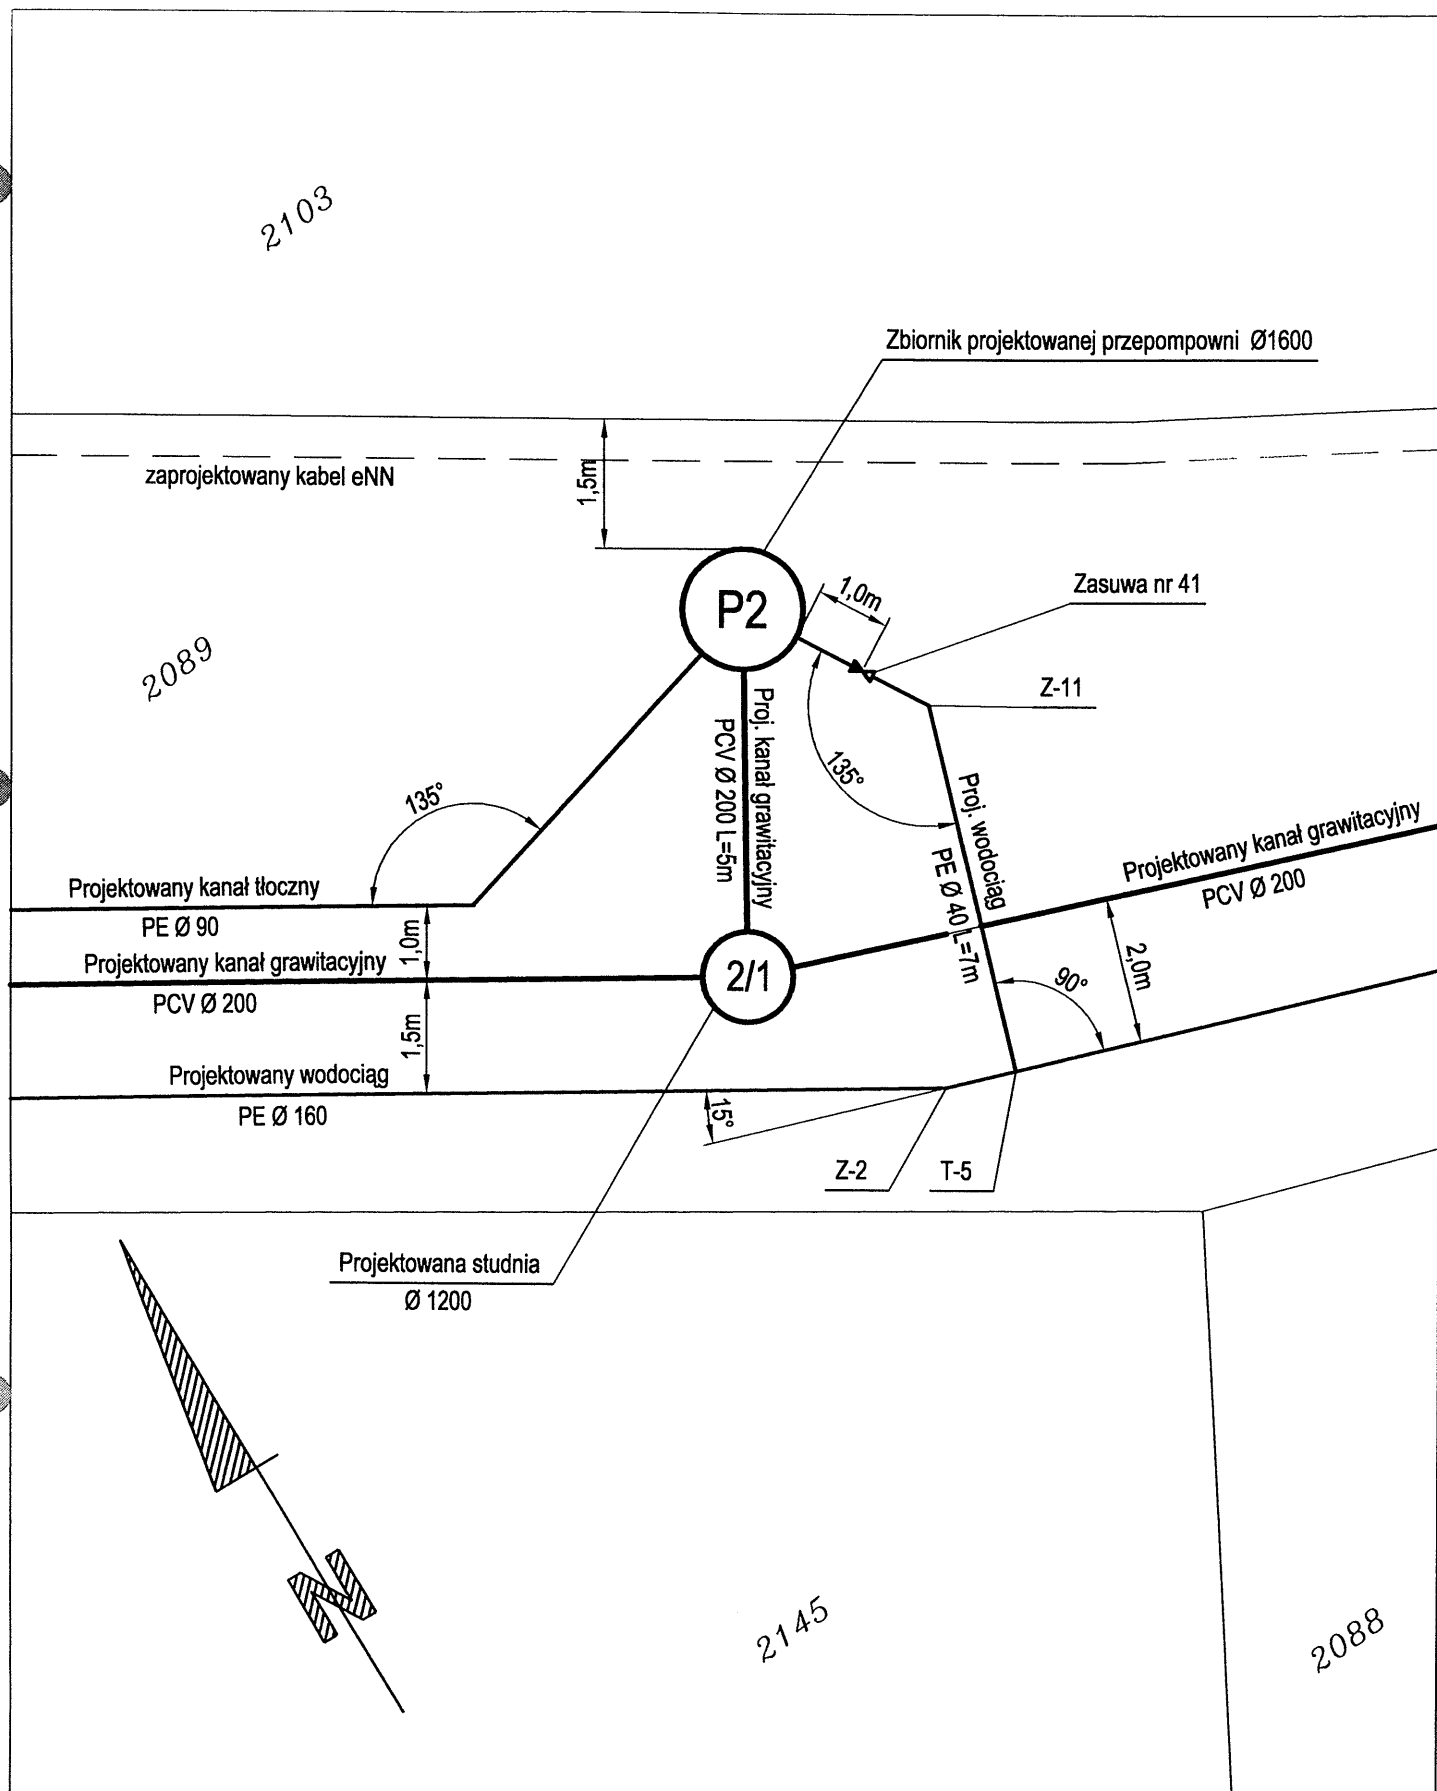 2103
Zbiornik projektowanej przepompowni Ø1600
zaprojektowany kabel eNN
1,5m
P2
1,0m
Zasuwa nr 41
2089
Z-11
135°
135°
Proj. kanał grawitacyjny
PCV Ø 200 L=5m
Proj. wodociąg
PE Ø 40 L=7m
Projektowany kanał grawitacyjny
PCV Ø 200
Projektowany kanał tłoczny
PE Ø 90
1,0m
Projektowany kanał grawitacyjny
PCV Ø 200
2/1
90°
2,0m
1,5m
Projektowany wodociąg
PE Ø 160
15°
Z-2
T-5
Projektowana studnia
Ø 1200
N
2145
2088